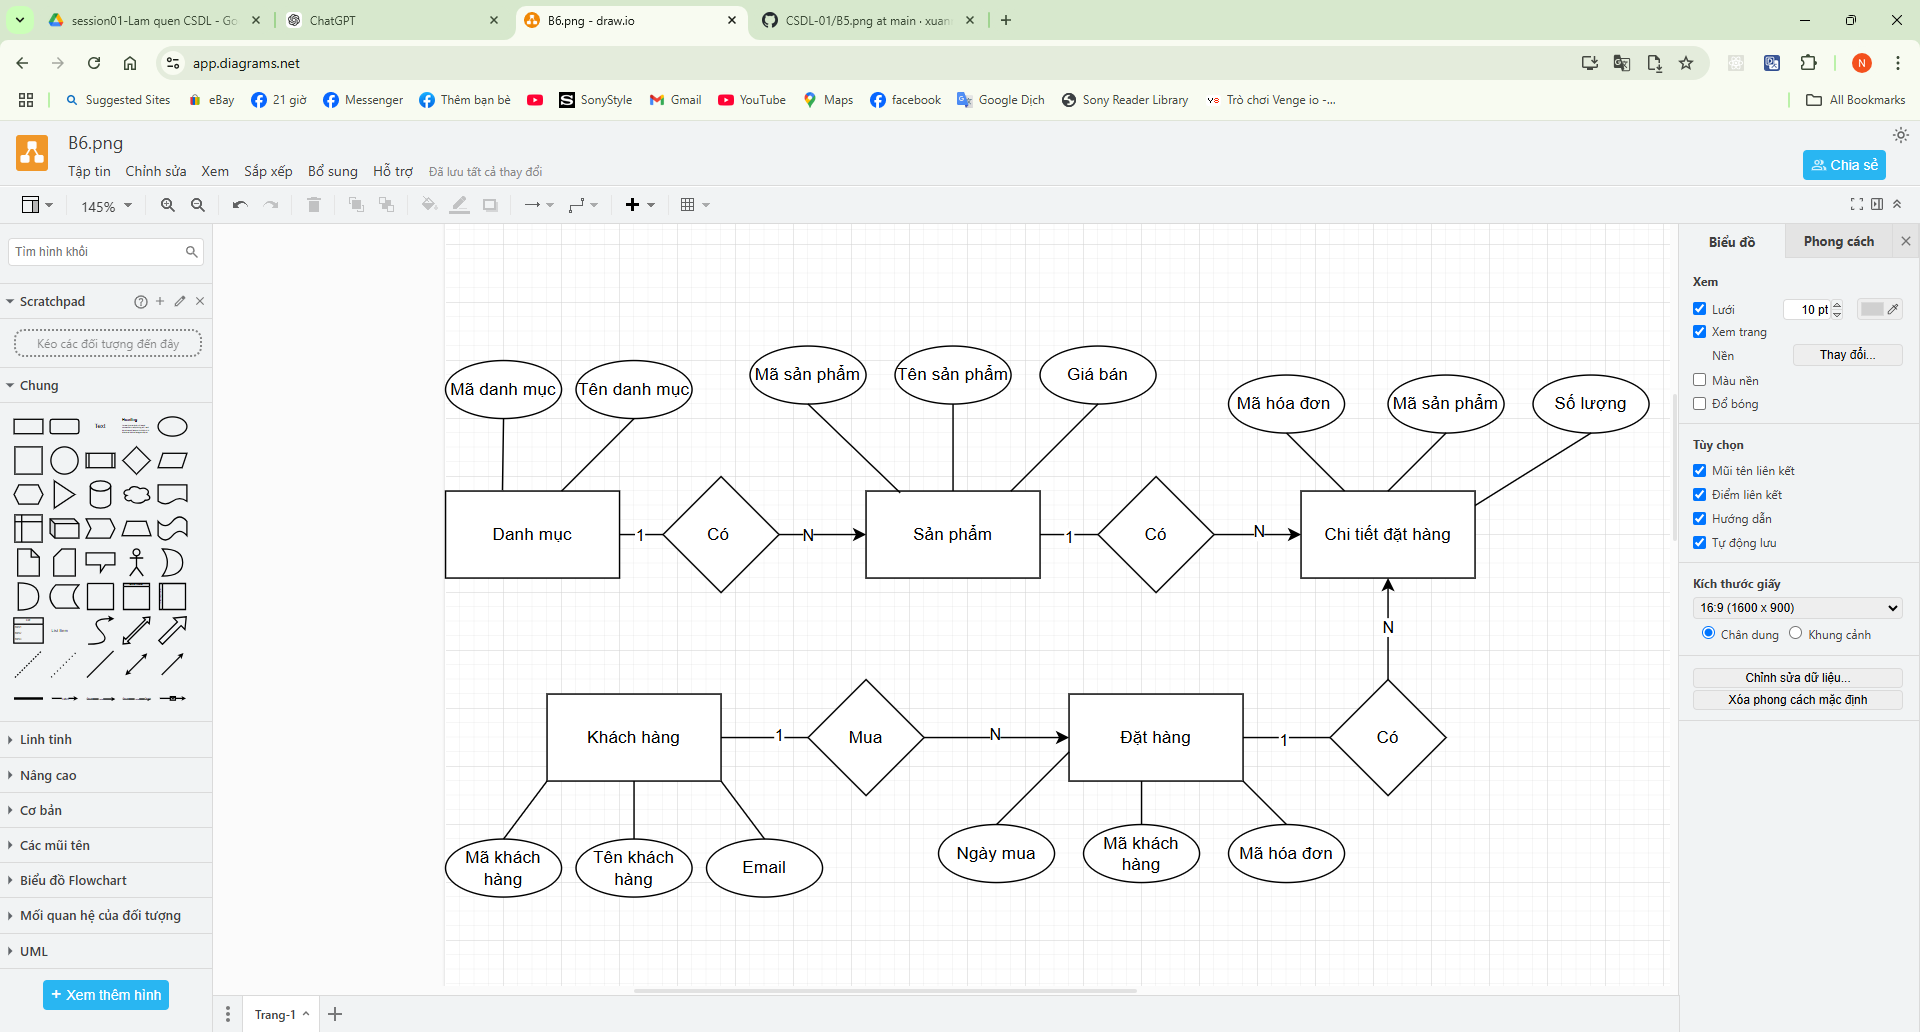 session01-Lam quen CSDL - Go
ChatGPT
B6.png - draw.io
CSDL-01/B5.png at main · xuan
app.diagrams.net
N
Suggested Sites
eBay
21 giờ
Messenger
Thêm bạn bè
SonyStyle
Gmail
YouTube
Maps
facebook
Google Dịch
Sony Reader Library
Trò chơi Venge io -...
All Bookmarks
B6.png
Tập tin
Chỉnh sửa
Xem
Sắp xếp
Bổ sung
Hỗ trợ
Đã lưu tất cả thay đổi
Chia sẻ
145%
Tìm hình khối
Scratchpad
Kéo các đối tượng đến đây
Chung
Text
Heading
List Item
Linh tinh
Nâng cao
Cơ bản
Các mũi tên
Biểu đồ Flowchart
Mối quan hệ của đối tượng
UML
+ Xem thêm hình
Mã danh mục
Tên danh mục
Mã sản phẩm
Tên sản phẩm
Giá bán
Mã hóa đơn
Mã sản phẩm
Số lượng
Danh mục
1
Có
N
Sản phẩm
1
Có
N
Chi tiết đặt hàng
N
Khách hàng
1
Mua
N
Đặt hàng
1
Có
Mã khách
hàng
Tên khách
hàng
Email
Ngày mua
Mã khách
hàng
Mã hóa đơn
Trang-1
Biểu đồ
Phong cách
Xem
Lưới
10 pt
Xem trang
Nền
Thay đổi...
Màu nền
Đổ bóng
Tùy chọn
Mũi tên liên kết
Điểm liên kết
Hướng dẫn
Tự động lưu
Kích thước giấy
16:9 (1600 x 900)
Chân dung
Khung cảnh
Chỉnh sửa dữ liệu...
Xóa phong cách mặc định